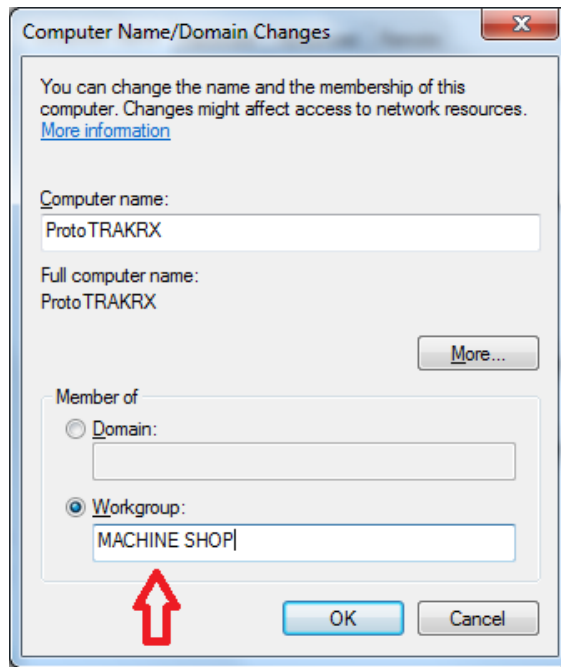 Computer Name/Domain Changes
You can change the name and the membership of this
computer. Changes might affect access to network resources.
More information
Computer name:
ProtoTRAKRX
Full computer name:
ProtoTRAKRX
More...
Member of
Domain:
Workgroup:
MACHINE SHOP
OK
Cancel